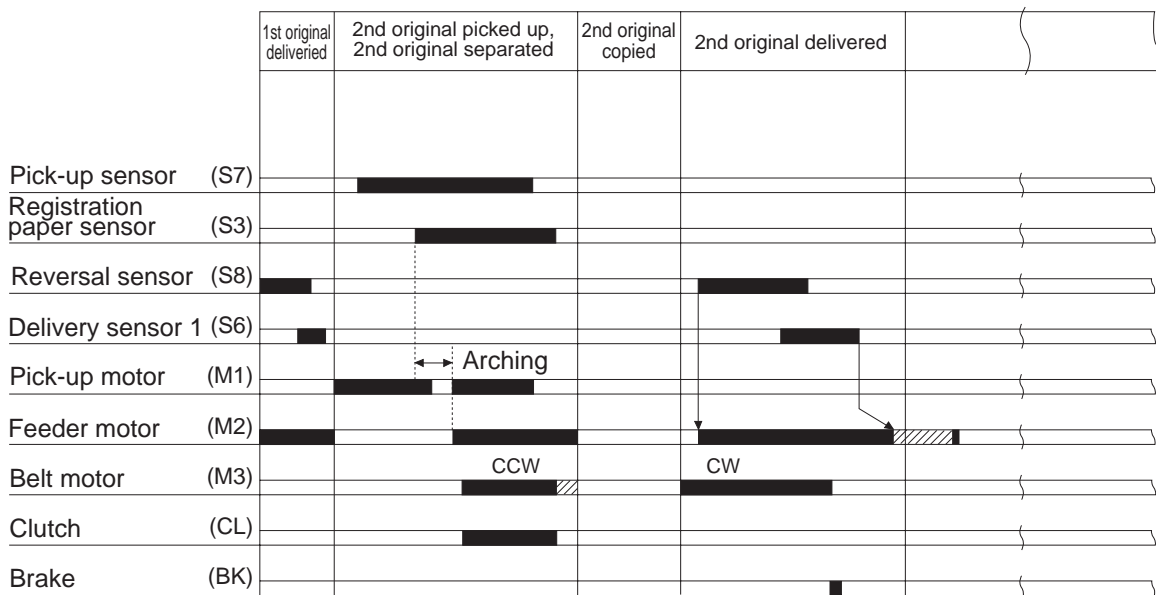 1st original
deliveried
2nd original picked up,
2nd original separated
2nd original
copied
2nd original delivered
Pick-up sensor (S7)
Registration
paper sensor (S3)
Reversal sensor (S8)
Delivery sensor 1 (S6)
Arching
Pick-up motor (M1)
Feeder motor (M2)
CCW CW
Belt motor (M3)
Clutch (CL)
Brake (BK)